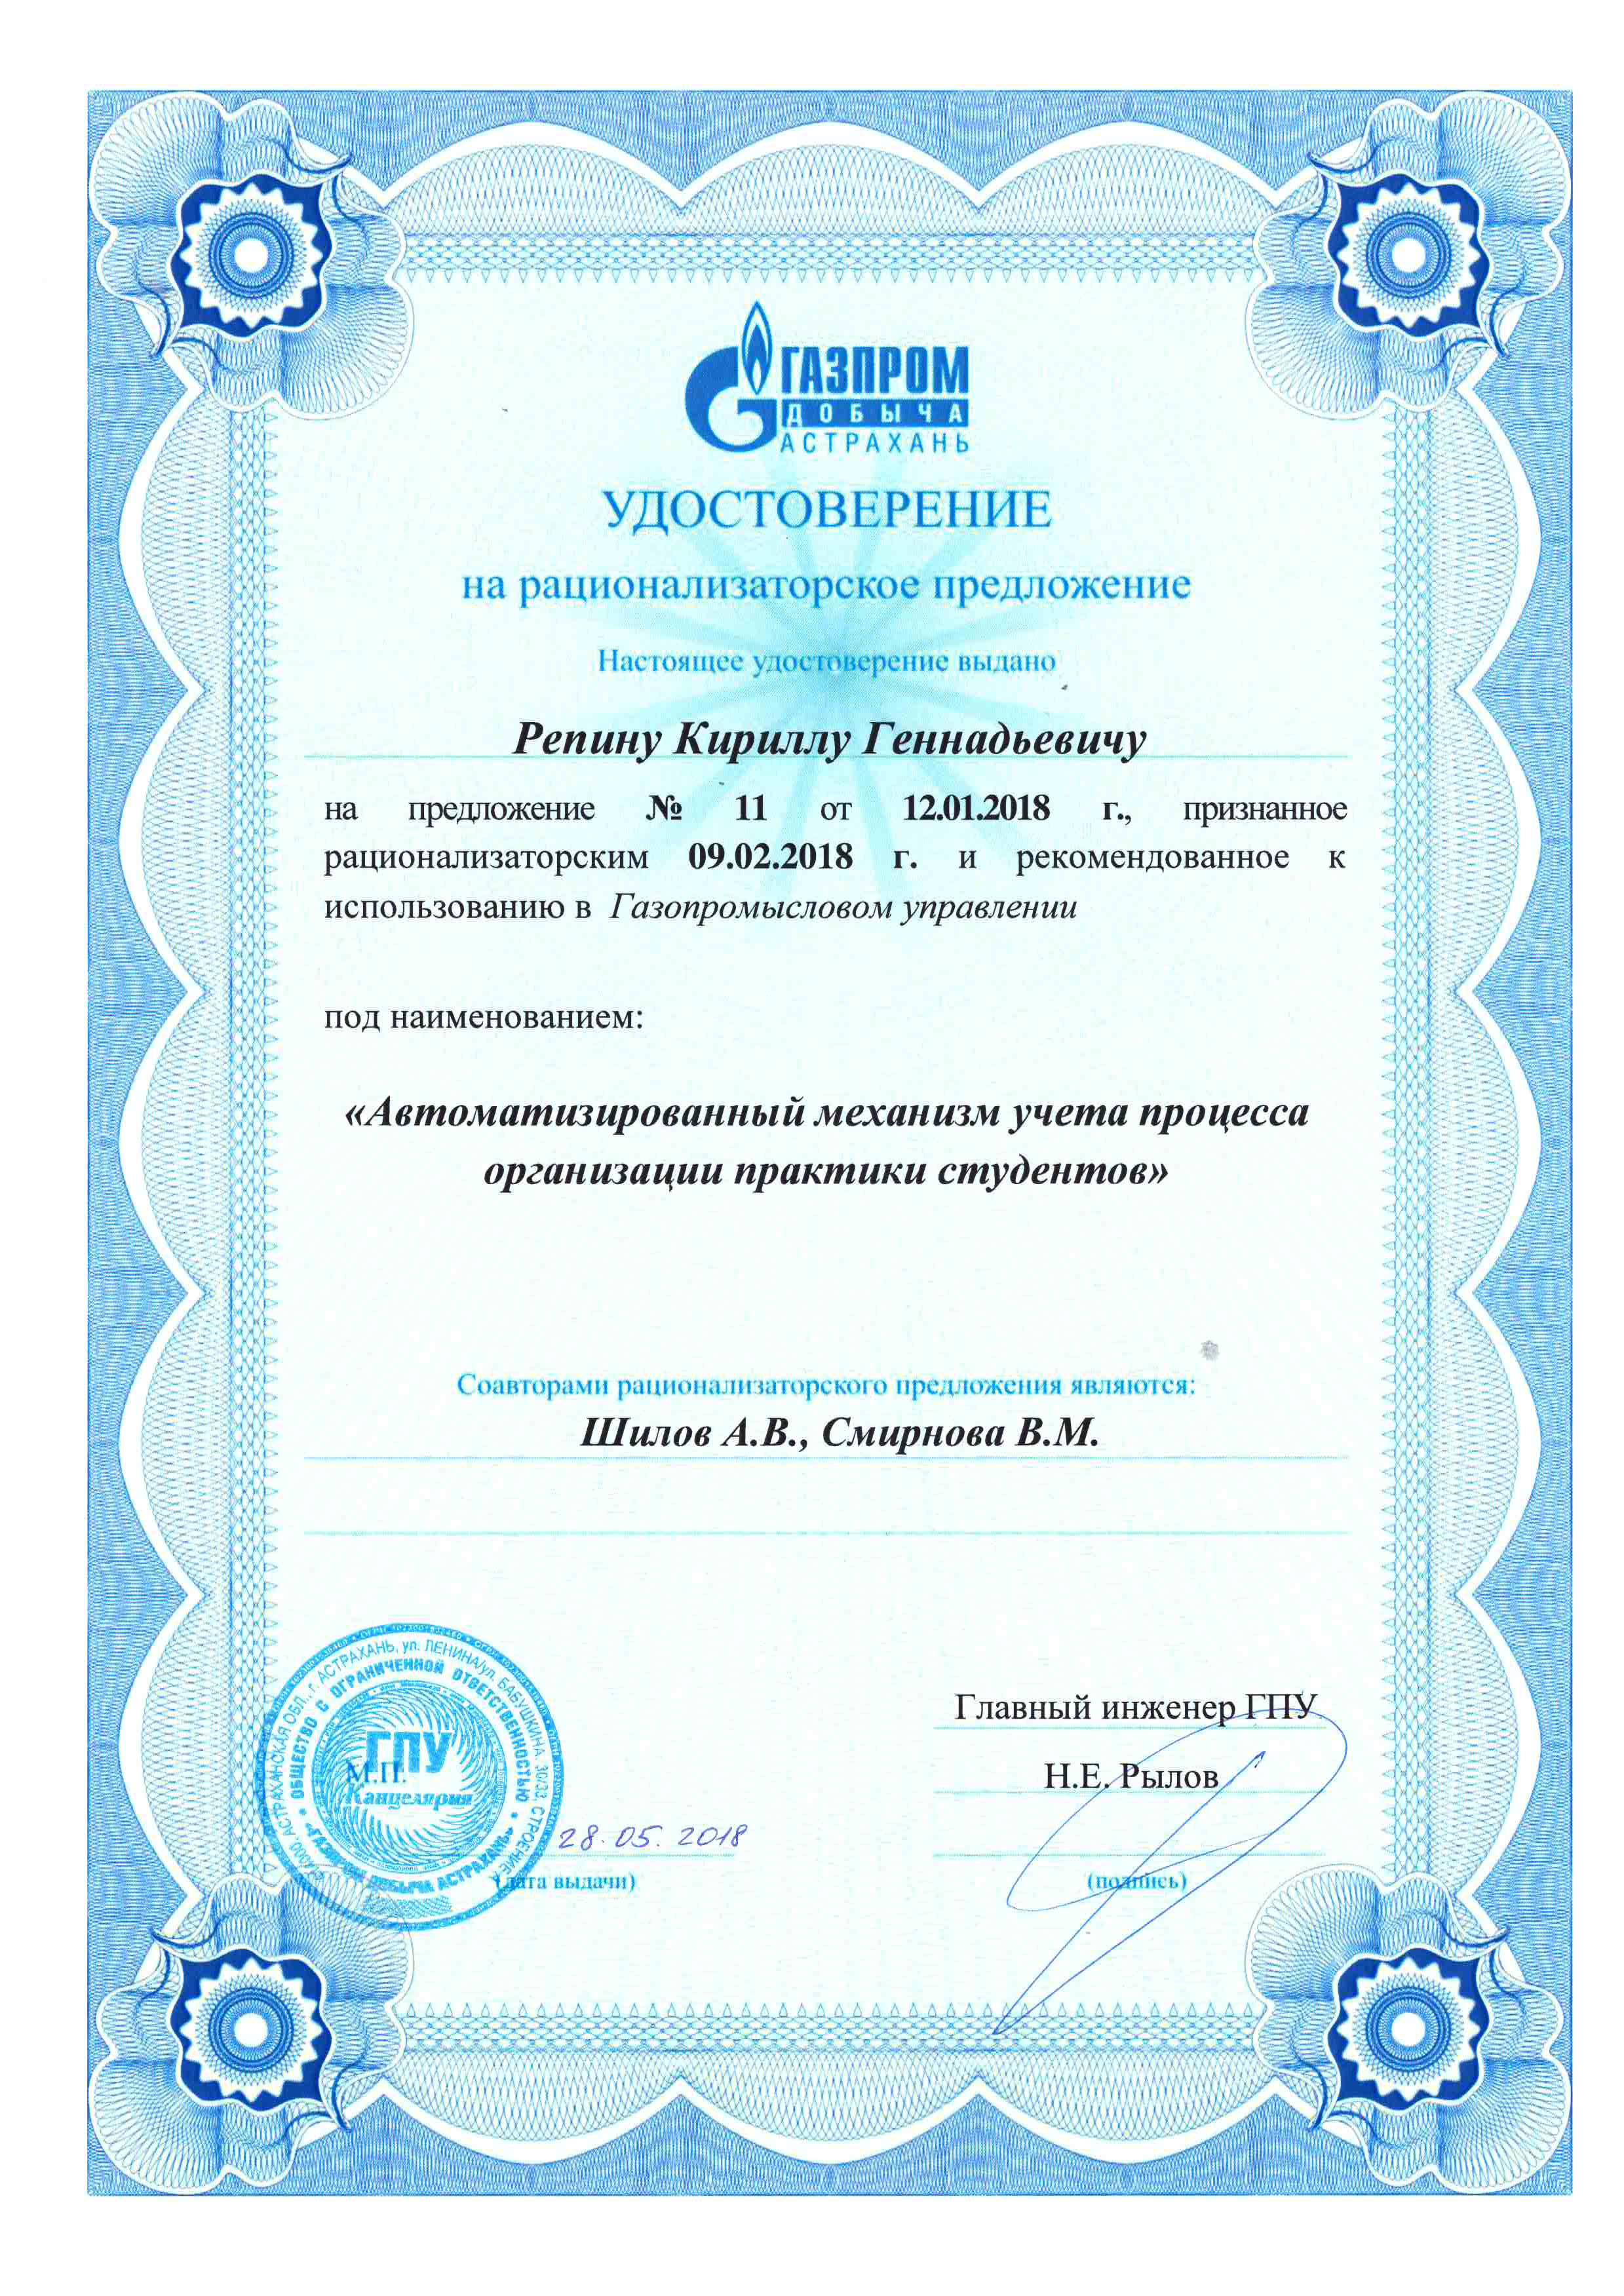 ГАЗПРОМ
ДОБЫЧА
АСТРАХАНЬ
УДОСТОВЕРЕНИЕ
на рационализаторское предложение
Настоящее удостоверение выдано
Репину Кириллу Геннадьевичу
на предложение № 11 от 12.01.2018 г., признанное
рационализаторским 09.02.2018 г. и рекомендованное к
использованию в Газопромысловом управлении
под наименованием:
«Автоматизированный механизм учета процесса
организации практики студентов»
Соавторами рационализаторского предложения являются:
Шилов А.В., Смирнова В.М.
АСТРАХАНСКАЯ ОБЛ., г. АСТРАХАНЬ, ул. ЛЕНИНА/ул. БАБУШКИНА, 30/33, СТРОЕНИЕ
ОБЩЕСТВО С ОГРАНИЧЕННОЙ ОТВЕТСТВЕННОСТЬЮ
«ГАЗПРОМ ДОБЫЧА АСТРАХАНЬ»
ГПУ
М.П.
Канцелярия
28.05.2018
(дата выдачи)
Главный инженер ГПУ
Н.Е. Рылов
(подпись)